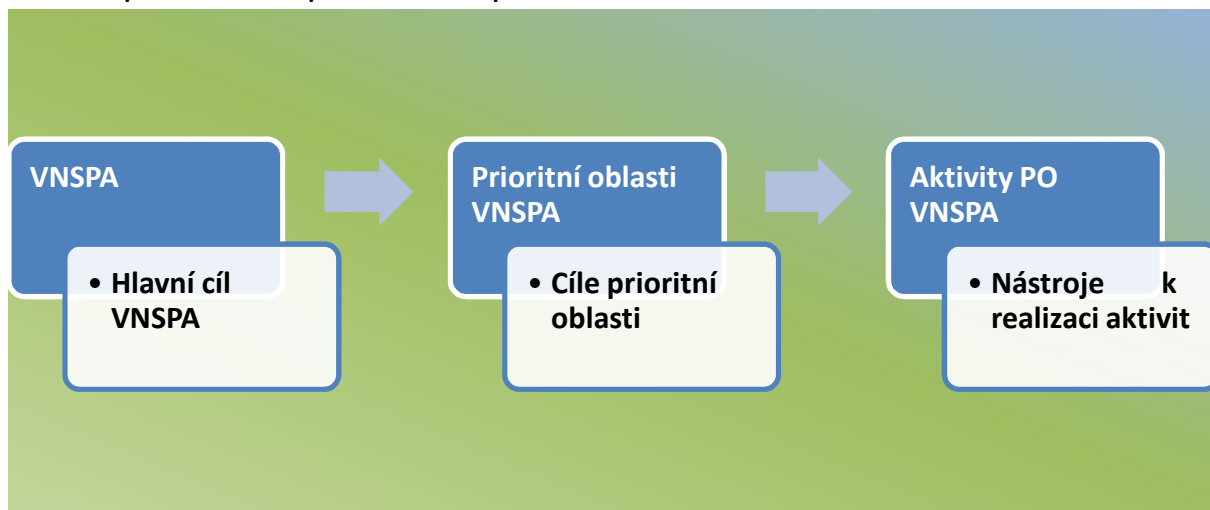 VNSPA
• Hlavní cíl
VNSPA
Prioritní oblasti
VNSPA
• Cíle prioritní
oblasti
Aktivity PO
VNSPA
• Nástroje k
realizaci aktivit